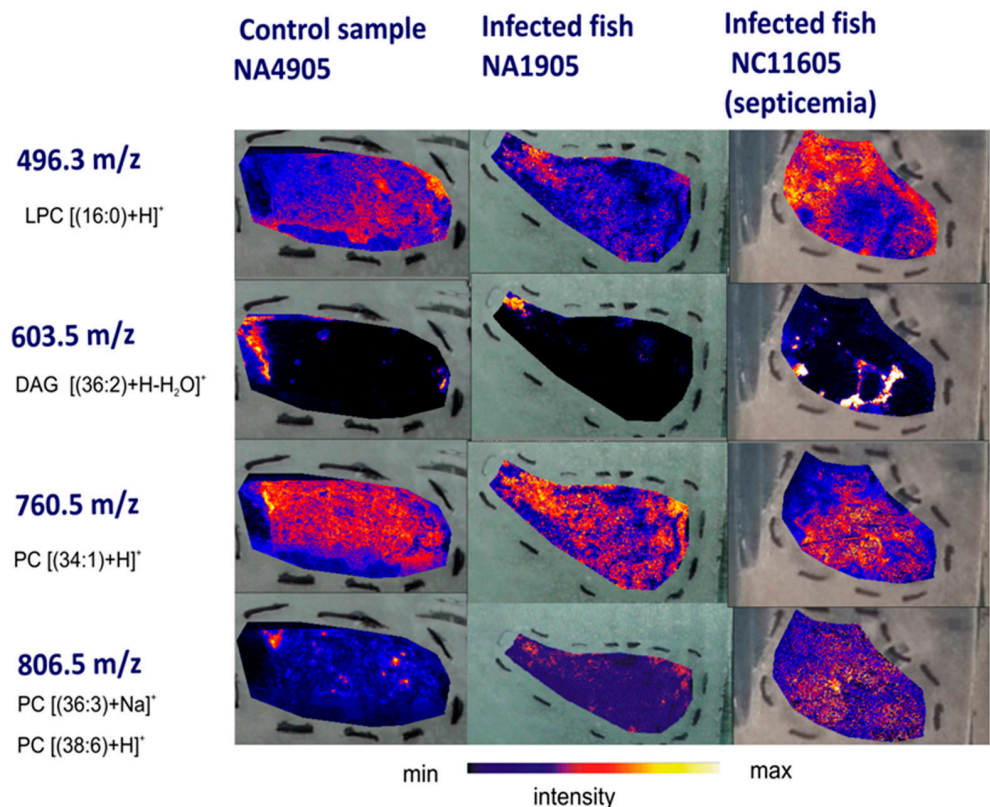 Control sample
NA4905
Infected fish
NA1905
Infected fish
NC11605
(septicemia)
496.3 m/z
LPC [(16:0)+H]⁺
603.5 m/z
DAG [(36:2)+H-H₂O]⁺
760.5 m/z
PC [(34:1)+H]⁺
806.5 m/z
PC [(36:3)+Na]⁺
PC [(38:6)+H]⁺
min
max
intensity